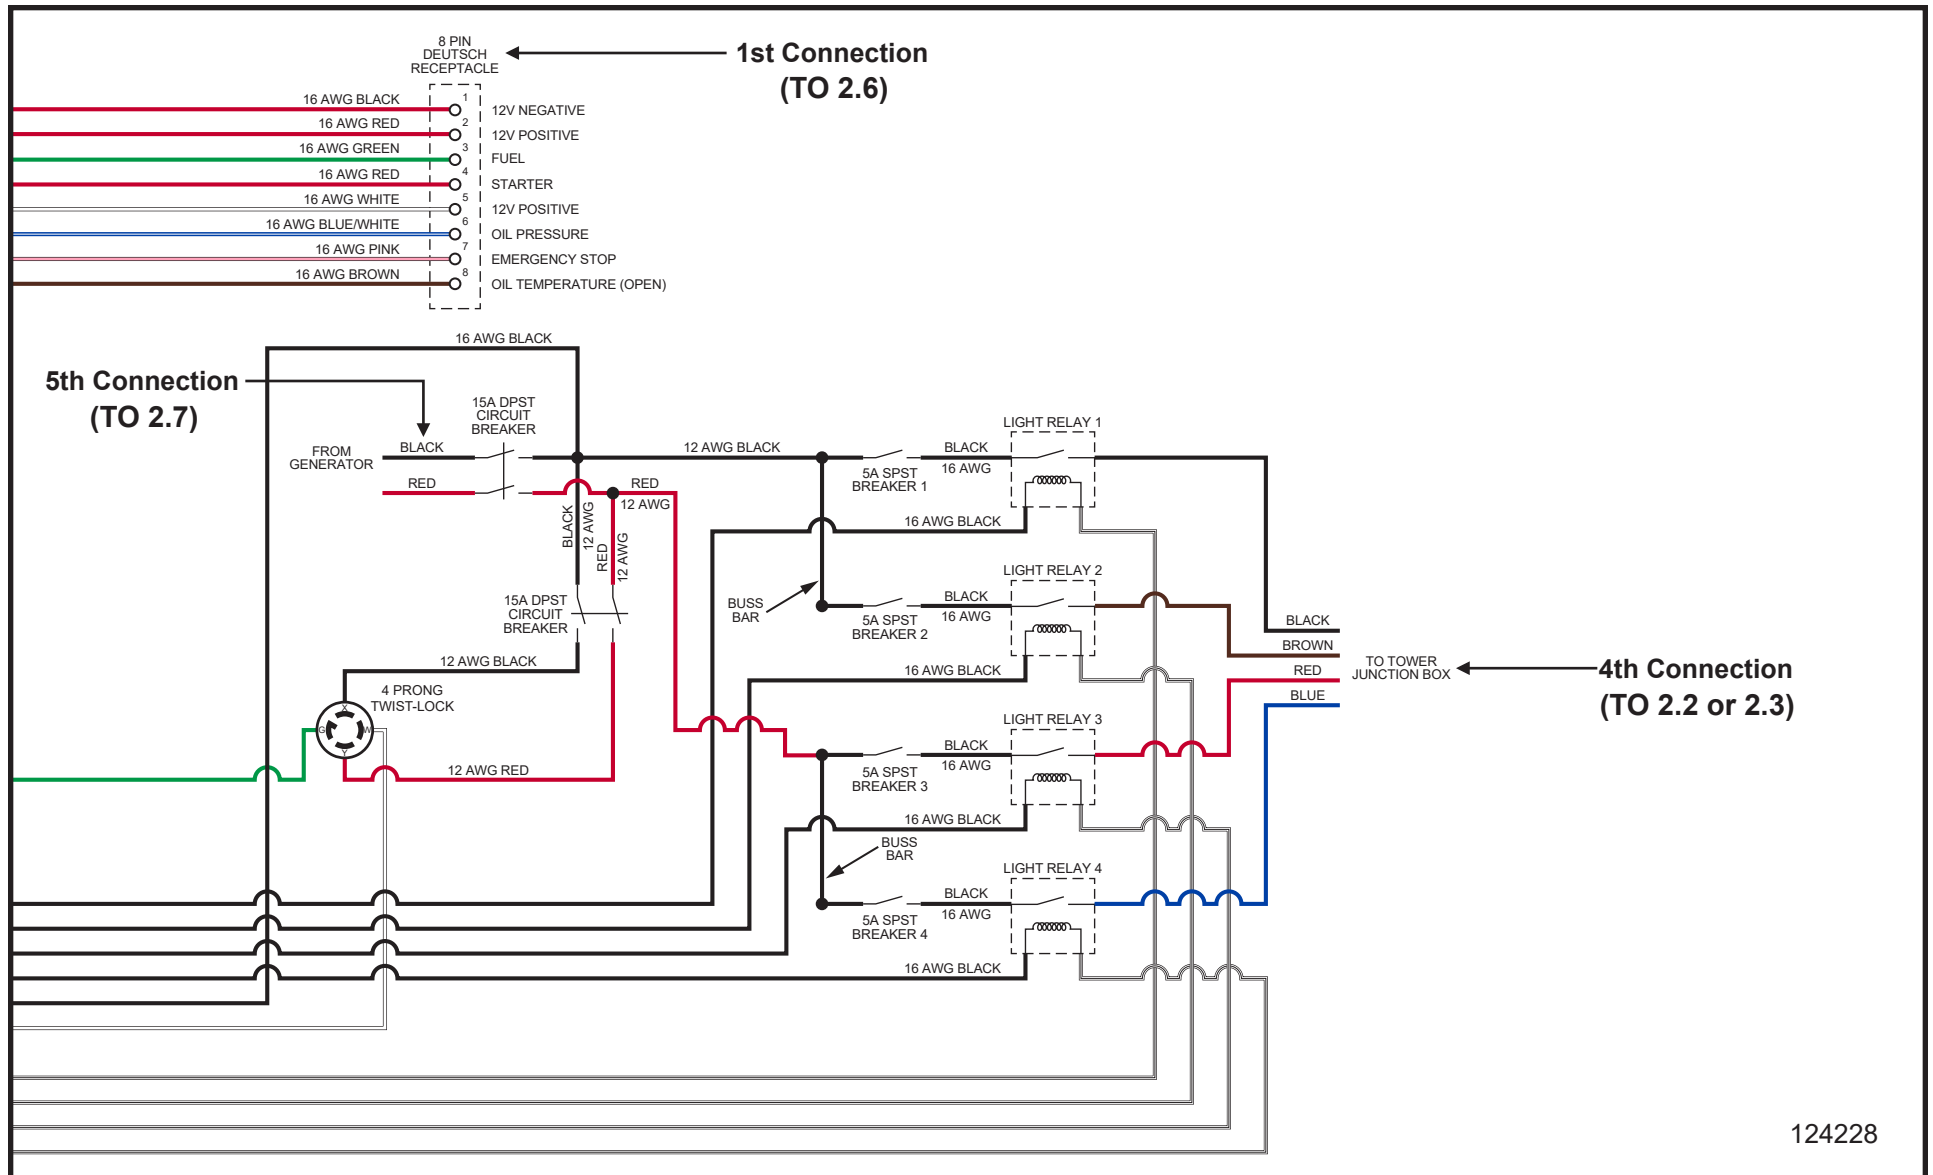 8 PIN
DEUTSCH
RECEPTACLE
1st Connection
(TO 2.6)
16 AWG BLACK 1 12V NEGATIVE
16 AWG RED 2 12V POSITIVE
16 AWG GREEN 3 FUEL
16 AWG RED 4 STARTER
16 AWG WHITE 5 12V POSITIVE
16 AWG BLUE/WHITE 6 OIL PRESSURE
16 AWG PINK 7 EMERGENCY STOP
16 AWG BROWN 8 OIL TEMPERATURE (OPEN)
16 AWG BLACK
5th Connection
(TO 2.7)
15A DPST
CIRCUIT
BREAKER
FROM
GENERATOR
BLACK
RED
12 AWG BLACK
RED
12 AWG
BLACK
12 AWG
RED
12 AWG
15A DPST
CIRCUIT
BREAKER
12 AWG BLACK
4 PRONG
TWIST-LOCK
X
G
W
Y
12 AWG RED
5A SPST
BREAKER 1
BLACK
16 AWG
LIGHT RELAY 1
16 AWG BLACK
BUSS
BAR
5A SPST
BREAKER 2
BLACK
16 AWG
LIGHT RELAY 2
16 AWG BLACK
5A SPST
BREAKER 3
BLACK
16 AWG
LIGHT RELAY 3
16 AWG BLACK
BUSS
BAR
5A SPST
BREAKER 4
BLACK
16 AWG
LIGHT RELAY 4
16 AWG BLACK
BLACK
BROWN
RED
BLUE
TO TOWER
JUNCTION BOX
4th Connection
(TO 2.2 or 2.3)
124228